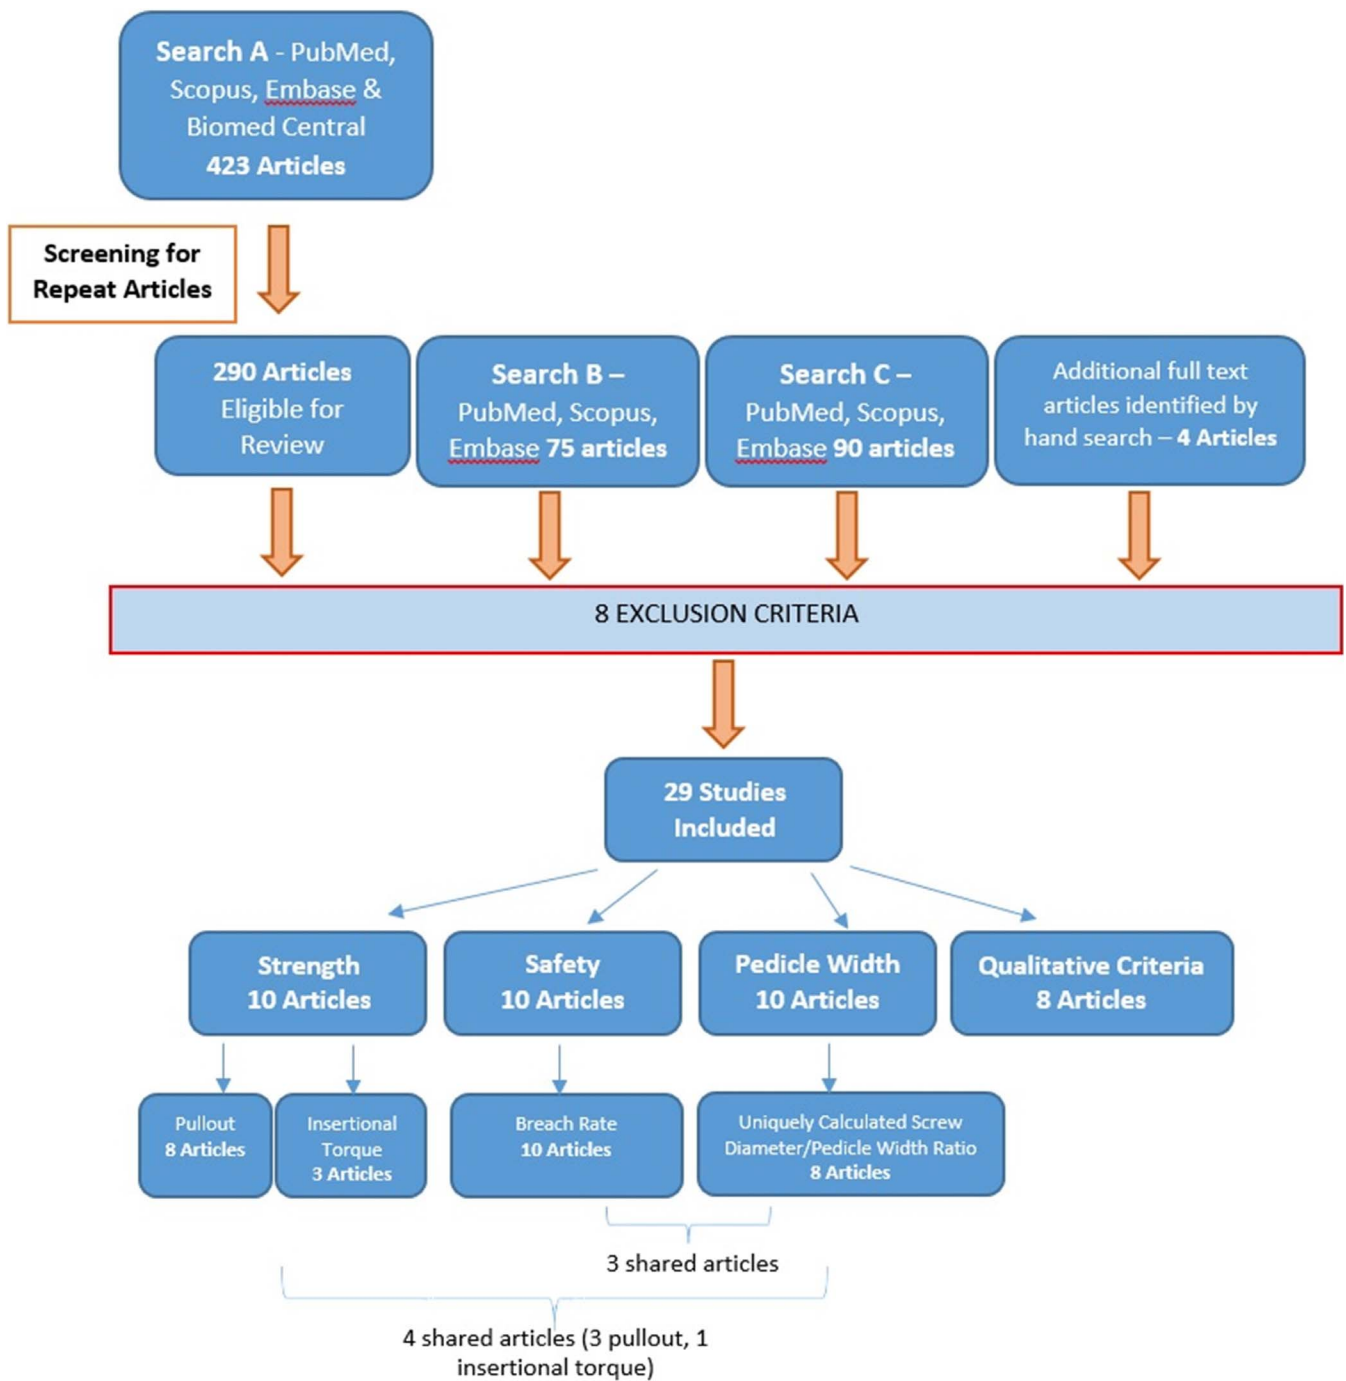 Search A - PubMed,
Scopus, Embase &
Biomed Central
423 Articles
Screening for
Repeat Articles
290 Articles
Eligible for
Review
Search B –
PubMed, Scopus,
Embase 75 articles
Search C –
PubMed, Scopus,
Embase 90 articles
Additional full text
articles identified by
hand search – 4 Articles
8 EXCLUSION CRITERIA
29 Studies
Included
Strength
10 Articles
Safety
10 Articles
Pedicle Width
10 Articles
Qualitative Criteria
8 Articles
Pullout
8 Articles
Insertional
Torque
3 Articles
Breach Rate
10 Articles
Uniquely Calculated Screw
Diameter/Pedicle Width Ratio
8 Articles
3 shared articles
4 shared articles (3 pullout, 1
insertional torque)